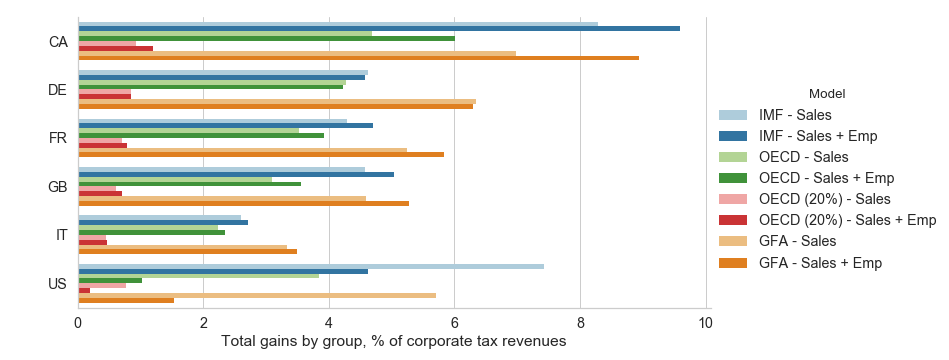 CA
DE
FR
GB
IT
US
0 2 4 6 8 10
Total gains by group, % of corporate tax revenues
Model
IMF - Sales
IMF - Sales + Emp
OECD - Sales
OECD - Sales + Emp
OECD (20%) - Sales
OECD (20%) - Sales + Emp
GFA - Sales
GFA - Sales + Emp